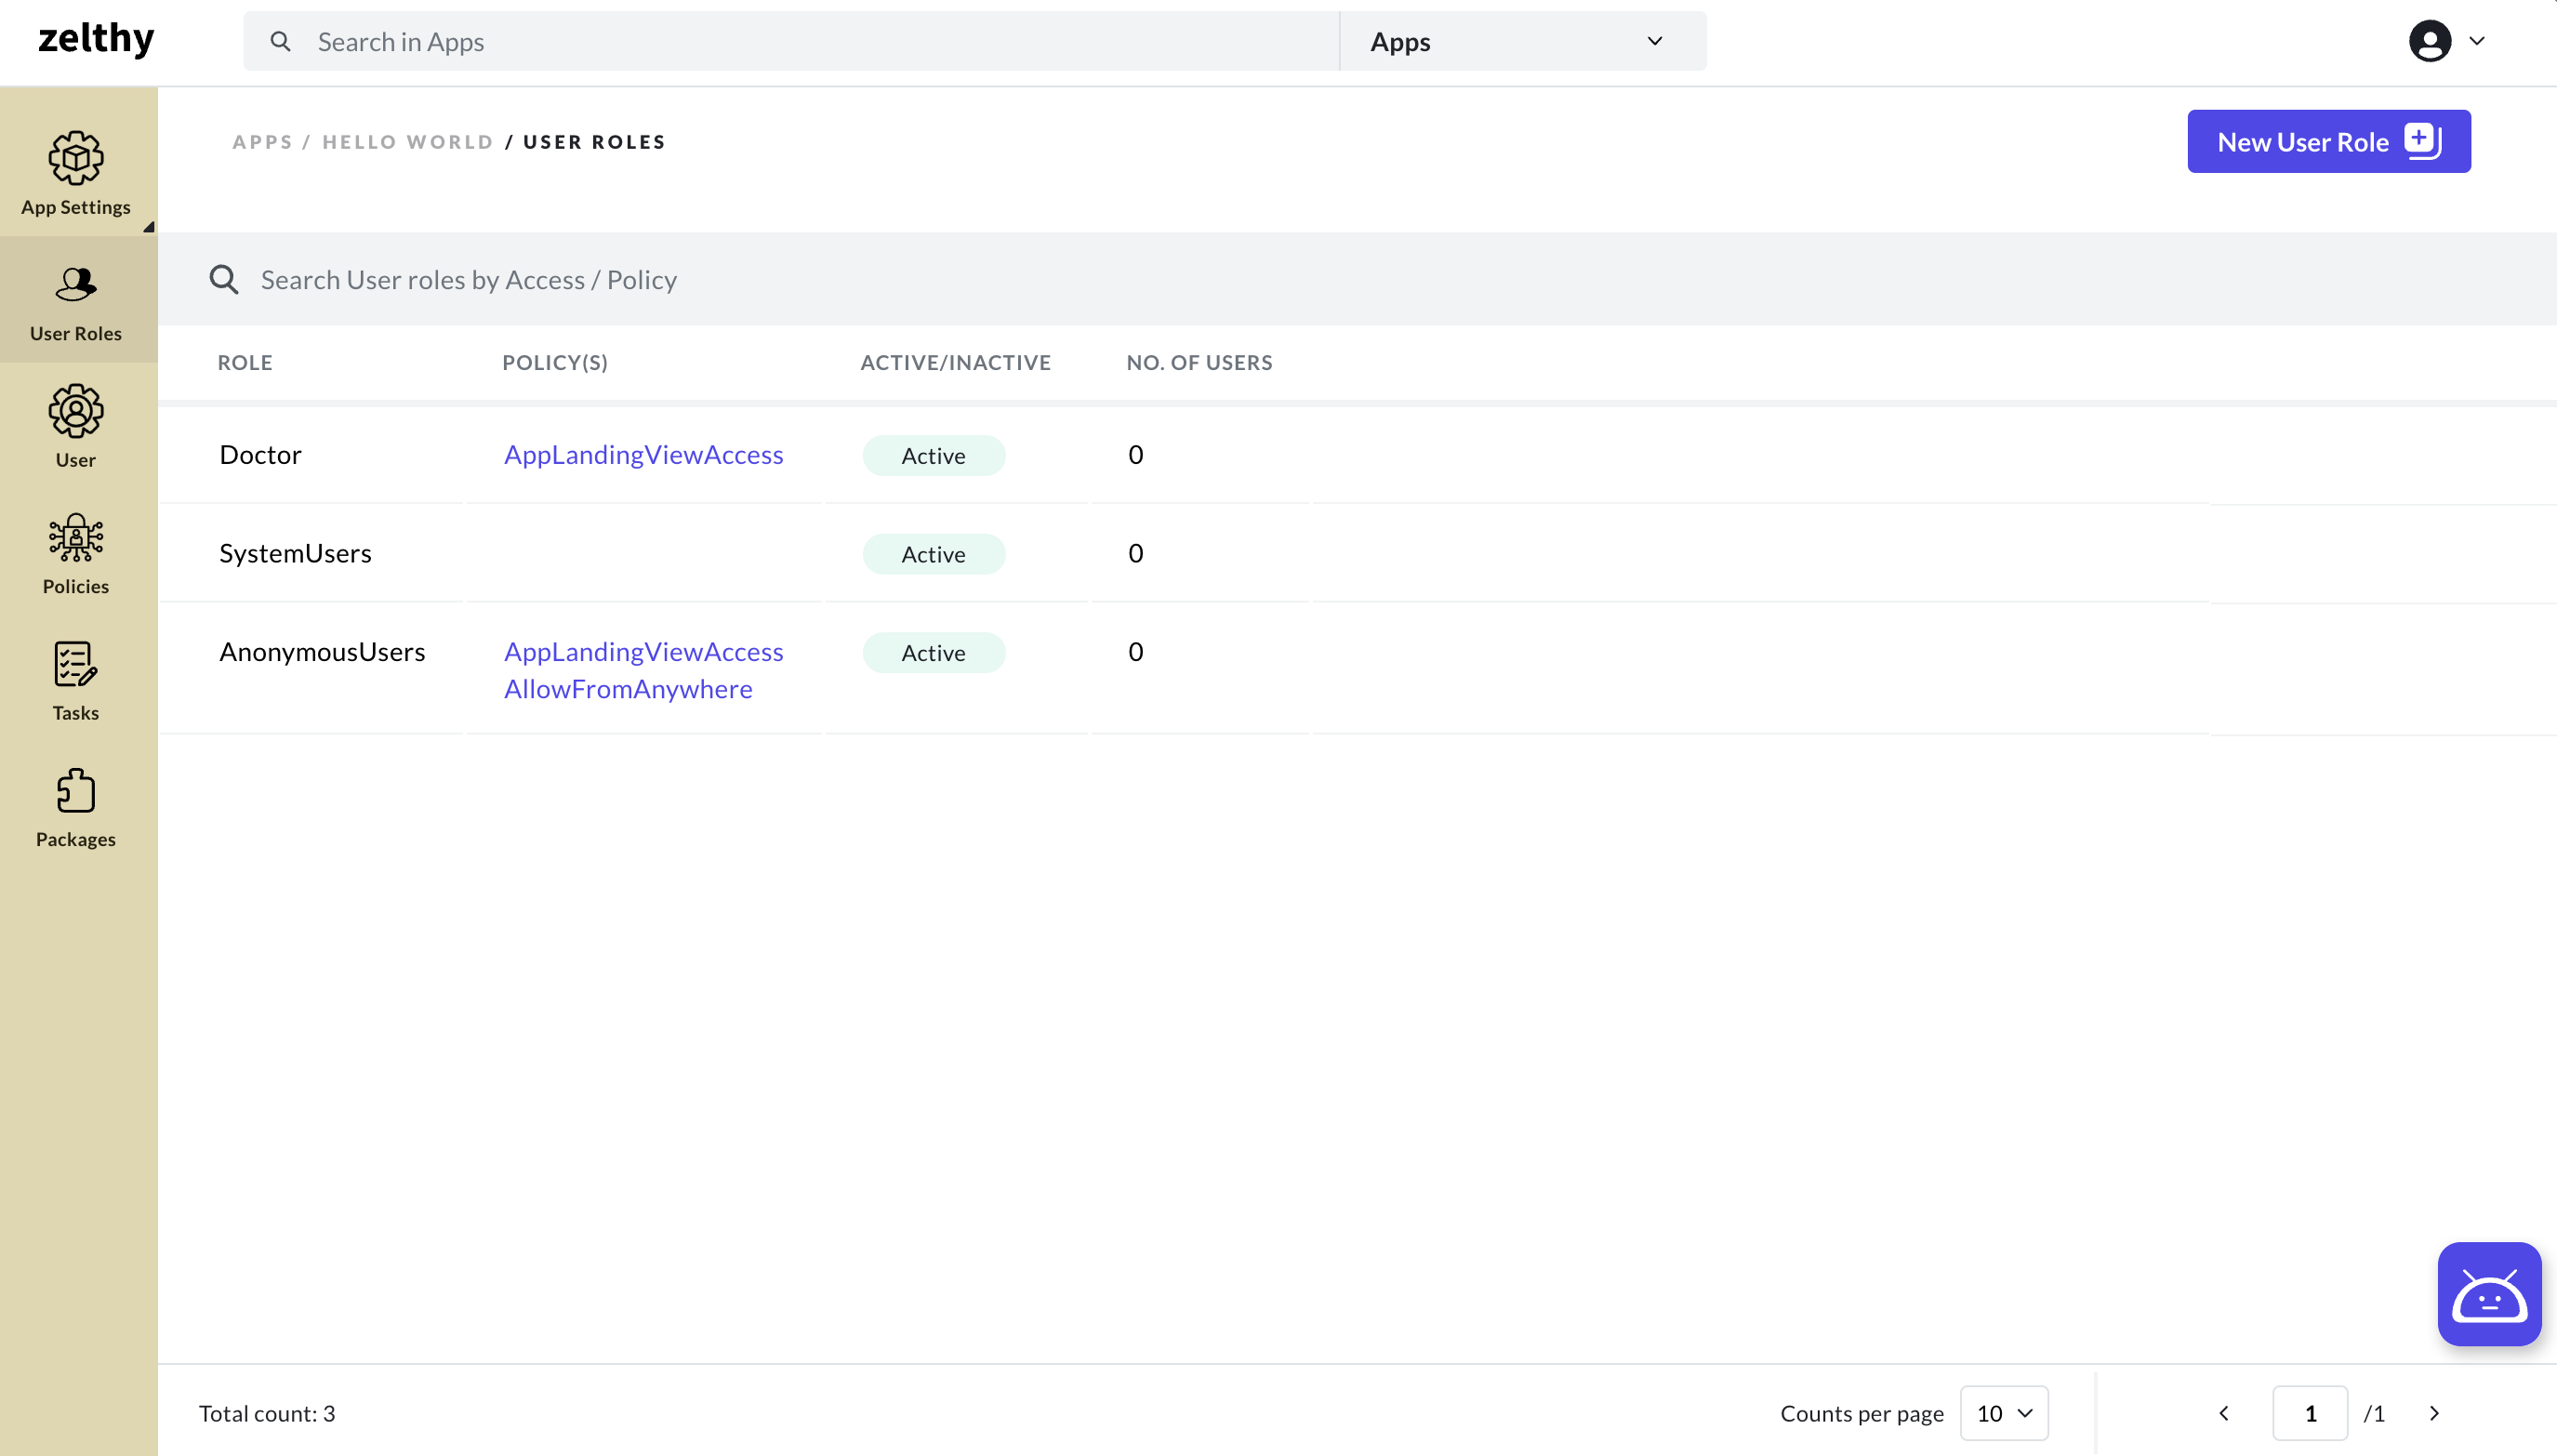 zelthy
Search in Apps
Apps
APPS / HELLO WORLD / USER ROLES
New User Role
App Settings
User Roles
User
Policies
Tasks
Packages
Search User roles by Access / Policy
ROLE POLICY(S) ACTIVE/INACTIVE NO. OF USERS
Doctor AppLandingViewAccess Active 0
SystemUsers Active 0
AnonymousUsers AppLandingViewAccess Active 0
AllowFromAnywhere
Total count: 3
Counts per page 10
1 /1